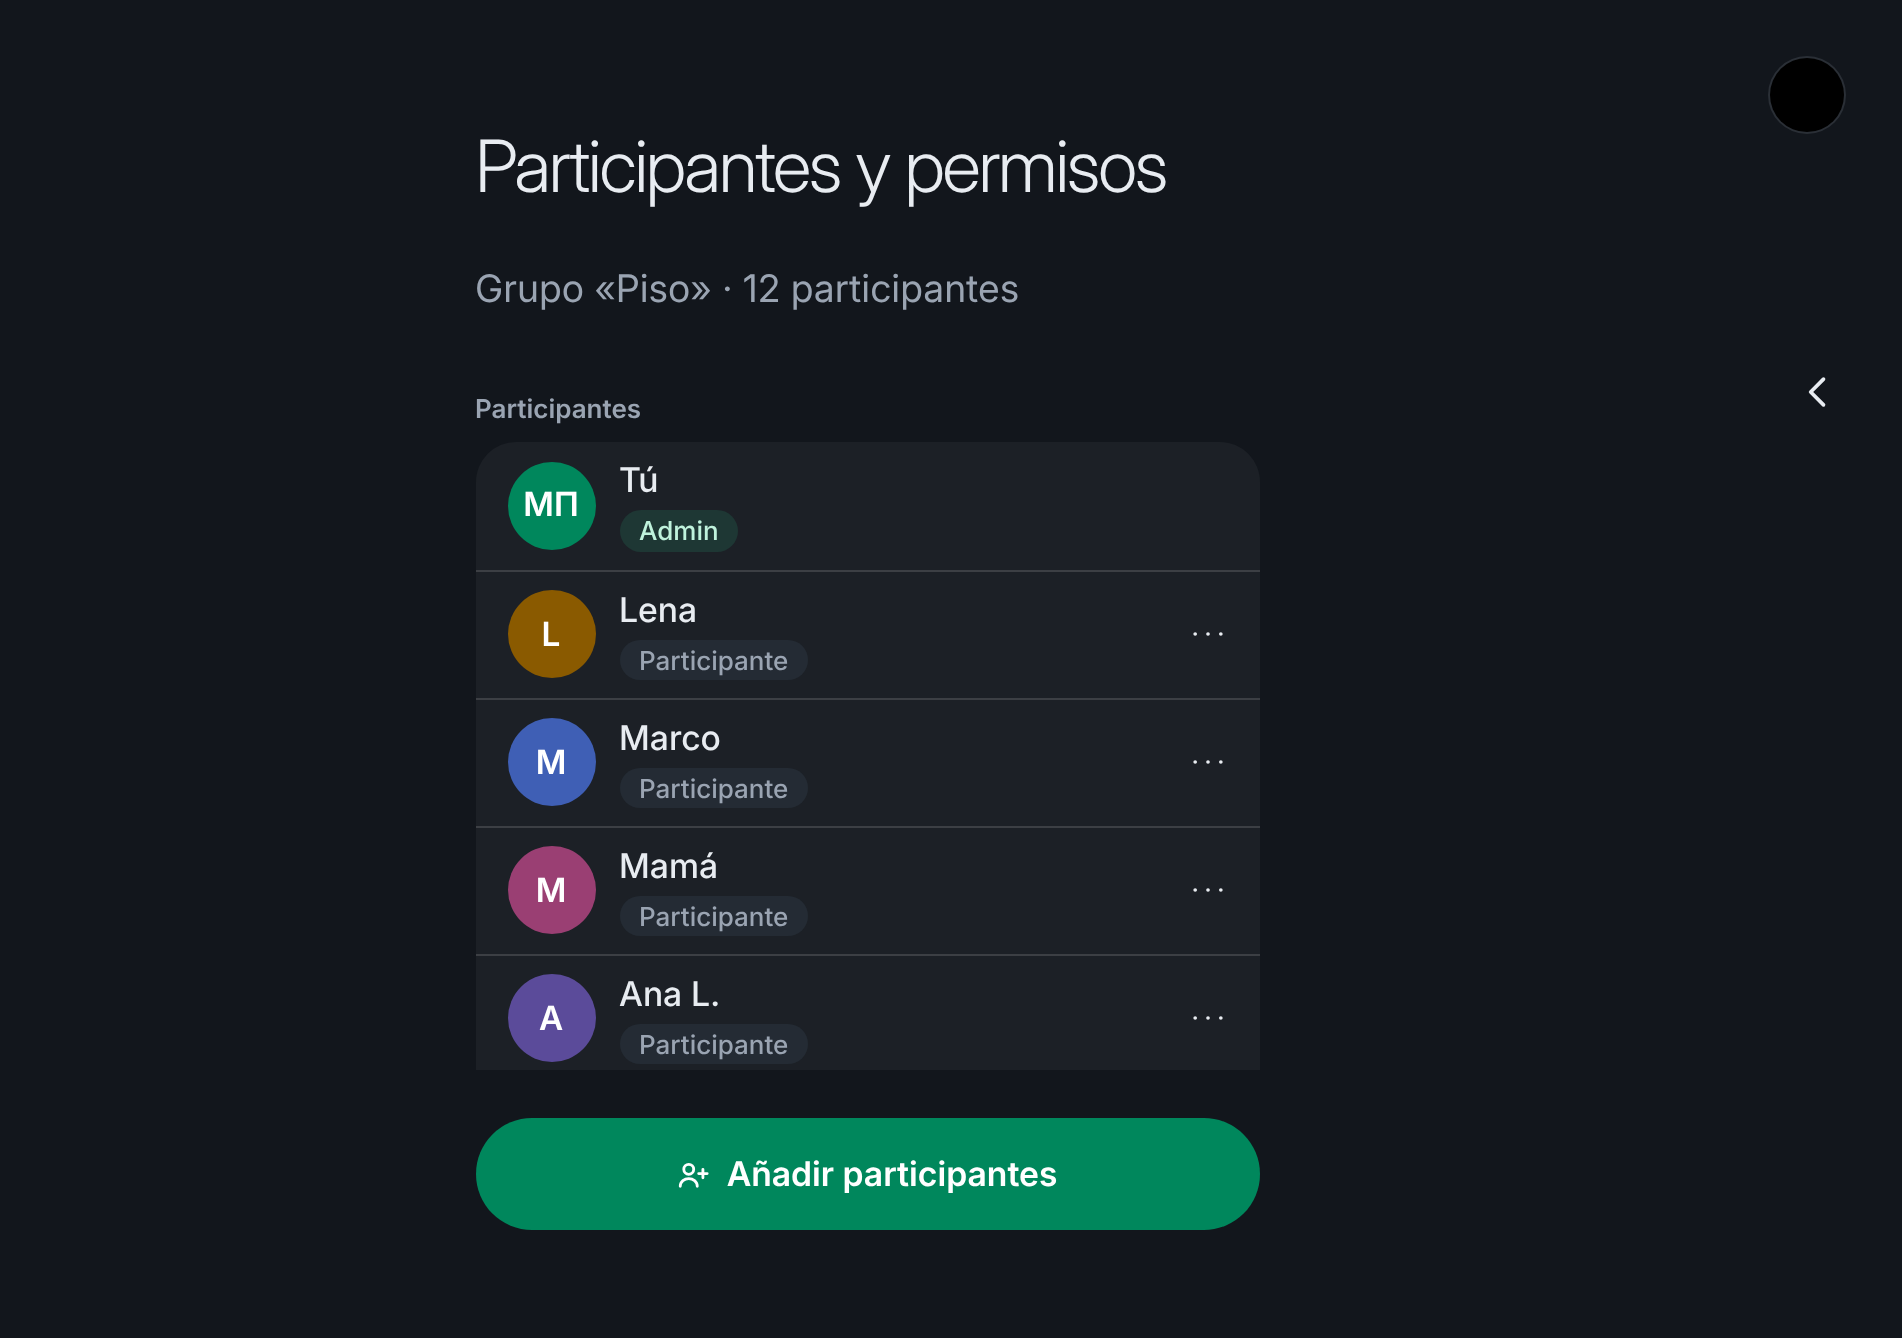 Participantes y permisos
Grupo «Piso» · 12 participantes
Participantes
МП
Tú
Admin
L
Lena
Participante
M
Marco
Participante
M
Mamá
Participante
A
Ana L.
Participante
Añadir participantes